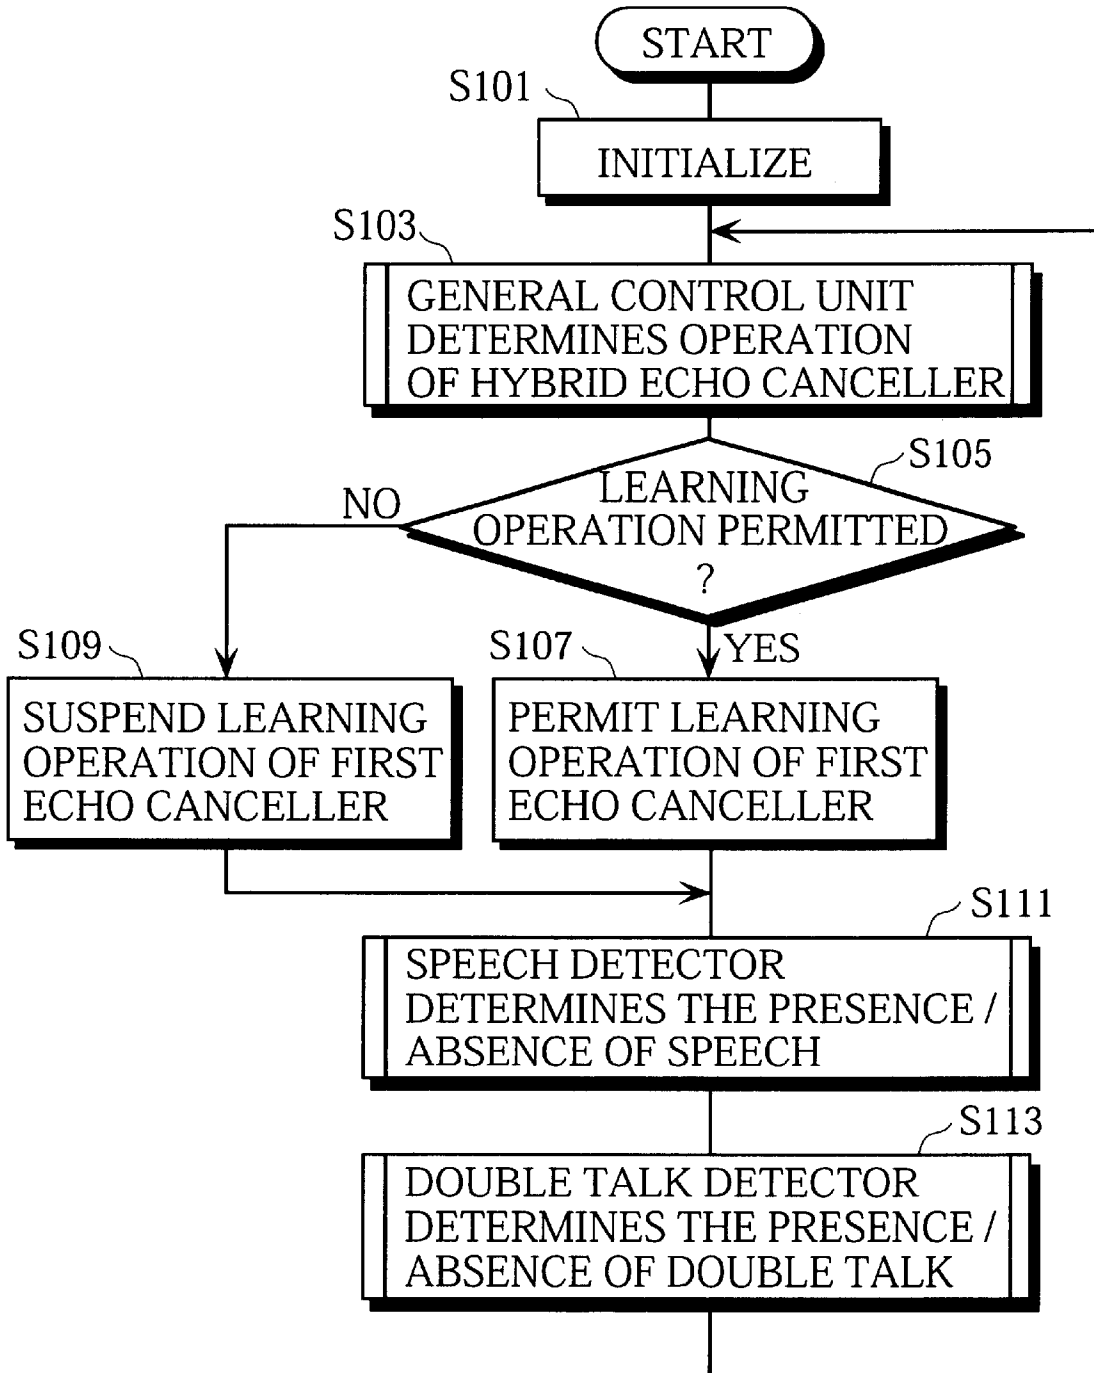 START
S101
INITIALIZE
S103
GENERAL CONTROL UNIT
DETERMINES OPERATION
OF HYBRID ECHO CANCELLER
S105
LEARNING
OPERATION PERMITTED
?
NO
YES
S109
SUSPEND LEARNING
OPERATION OF FIRST
ECHO CANCELLER
S107
PERMIT LEARNING
OPERATION OF FIRST
ECHO CANCELLER
S111
SPEECH DETECTOR
DETERMINES THE PRESENCE /
ABSENCE OF SPEECH
S113
DOUBLE TALK DETECTOR
DETERMINES THE PRESENCE /
ABSENCE OF DOUBLE TALK